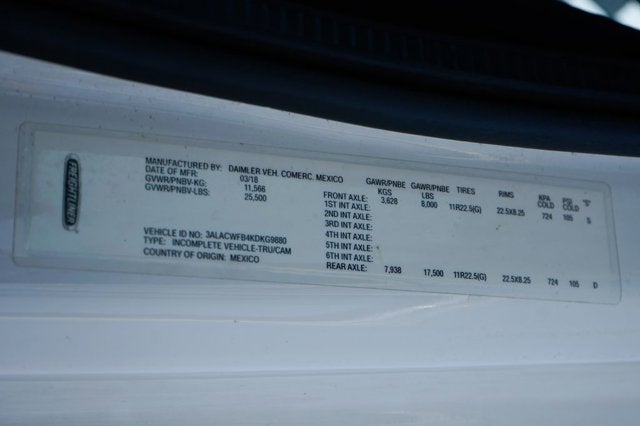 FREIGHTLINER
MANUFACTURED BY: DAIMLER VEH. COMERC. MEXICO
DATE OF MFR: 03/18
GVWR/PNBV-KG: 11,566
GVWR/PNBV-LBS: 25,500
VEHICLE ID NO: 3ALACWFB4KDKG9880
TYPE: INCOMPLETE VEHICLE-TRU/CAM
COUNTRY OF ORIGIN: MEXICO
GAWR/PNBE KGS GAWR/PNBE LBS TIRES RIMS KPA COLD PSI COLD "S"
FRONT AXLE: 3,628 8,000 11R22.5(G) 22.5X8.25 724 105 S
1ST INT AXLE:
2ND INT AXLE:
3RD INT AXLE:
4TH INT AXLE:
5TH INT AXLE:
6TH INT AXLE:
REAR AXLE: 7,938 17,500 11R22.5(G) 22.5X8.25 724 105 D